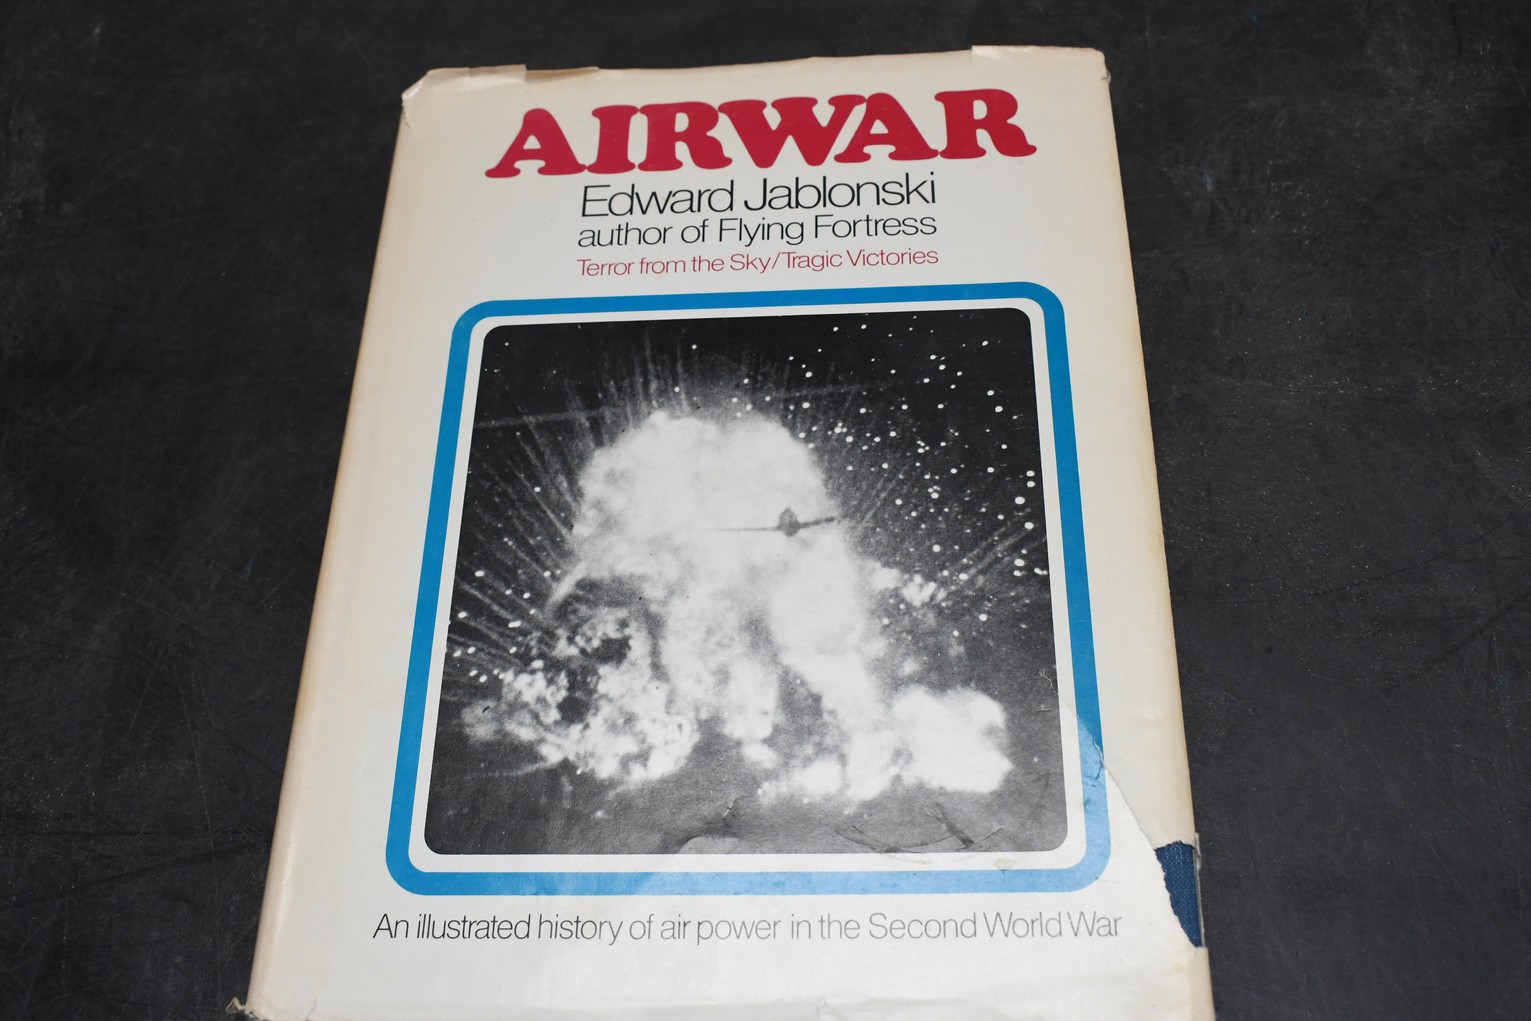 AIRWAR
Edward Jablonski
author of Flying Fortress
Terror from the Sky/Tragic Victories
An illustrated history of air power in the Second World War